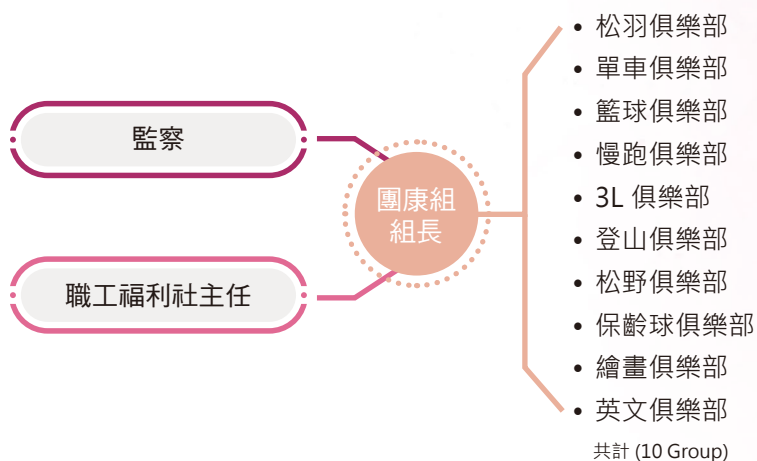 監察
職工福利社主任
團康組
組長
• 松羽俱樂部
• 單車俱樂部
• 籃球俱樂部
• 慢跑俱樂部
• 3L 俱樂部
• 登山俱樂部
• 松野俱樂部
• 保齡球俱樂部
• 繪畫俱樂部
• 英文俱樂部
共計 (10 Group)